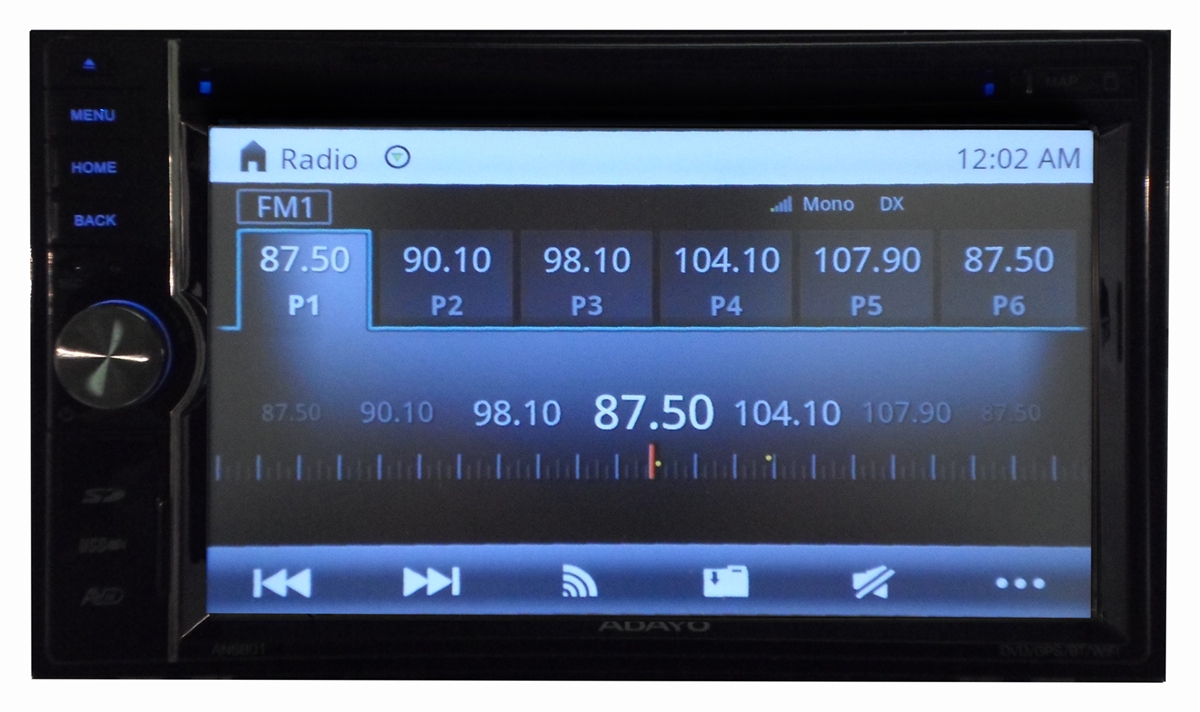 MAP
MENU
HOME
BACK
Radio 12:02 AM
FM1 Mono DX
87.50 90.10 98.10 104.10 107.90 87.50
P1 P2 P3 P4 P5 P6
87.50 90.10 98.10 87.50 104.10 107.90 87.50
SD
USB
AV
ADAYO
AN6801 DVD/GPS/BT/WIFI